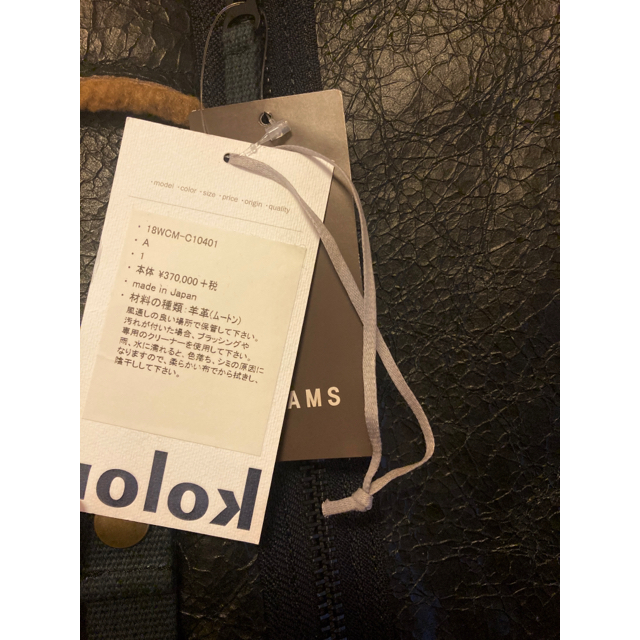 ・model ・color ・size ・price ・origin ・quality
・18WCM-C10401
・A
・1
・本体 ¥370,000+税
・made in Japan
・材料の種類:羊革(ムートン)
風通しの良い場所で保管して下さい。
汚れが付いた場合、ブラッシングや
専用のクリーナーを使用して下さい。
雨、水に濡れると、色落ち、シミの原因に
なりますので、柔らかい布でから拭きし、
陰干しして下さい。
AMS
kolor